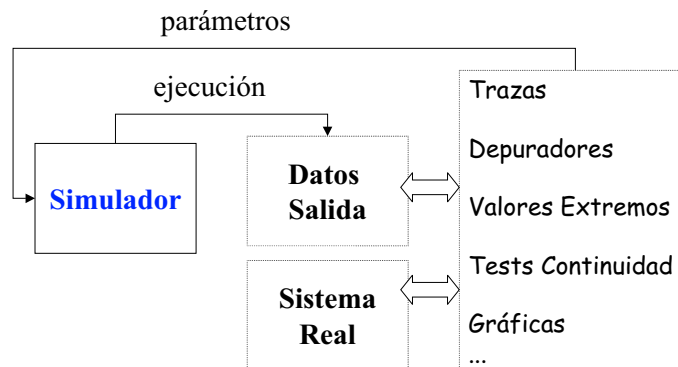 parámetros
ejecución
Simulador
Datos
Salida
Sistema
Real
Trazas
Depuradores
Valores Extremos
Tests Continuidad
Gráficas
...